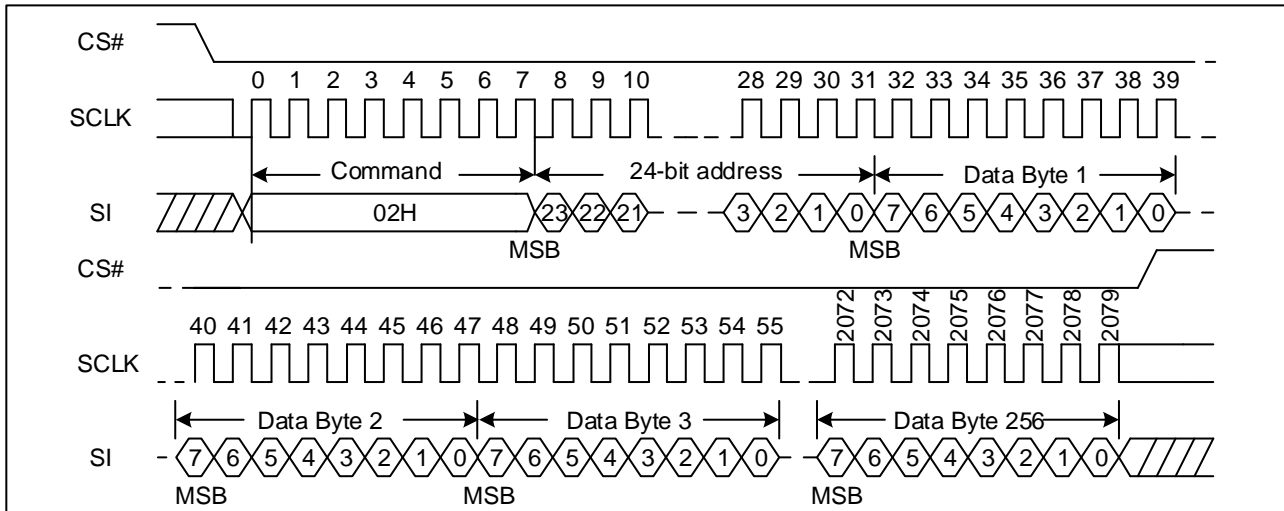 CS#
0 1 2 3 4 5 6 7 8 9 10 28 29 30 31 32 33 34 35 36 37 38 39
SCLK
Command 24-bit address Data Byte 1
SI 02H 23 22 21 3 2 1 0 7 6 5 4 3 2 1 0
MSB MSB
CS#
40 41 42 43 44 45 46 47 48 49 50 51 52 53 54 55 2072 2073 2074 2075 2076 2077 2078 2079
SCLK
Data Byte 2 Data Byte 3 Data Byte 256
SI 7 6 5 4 3 2 1 0 7 6 5 4 3 2 1 0 7 6 5 4 3 2 1 0
MSB MSB MSB